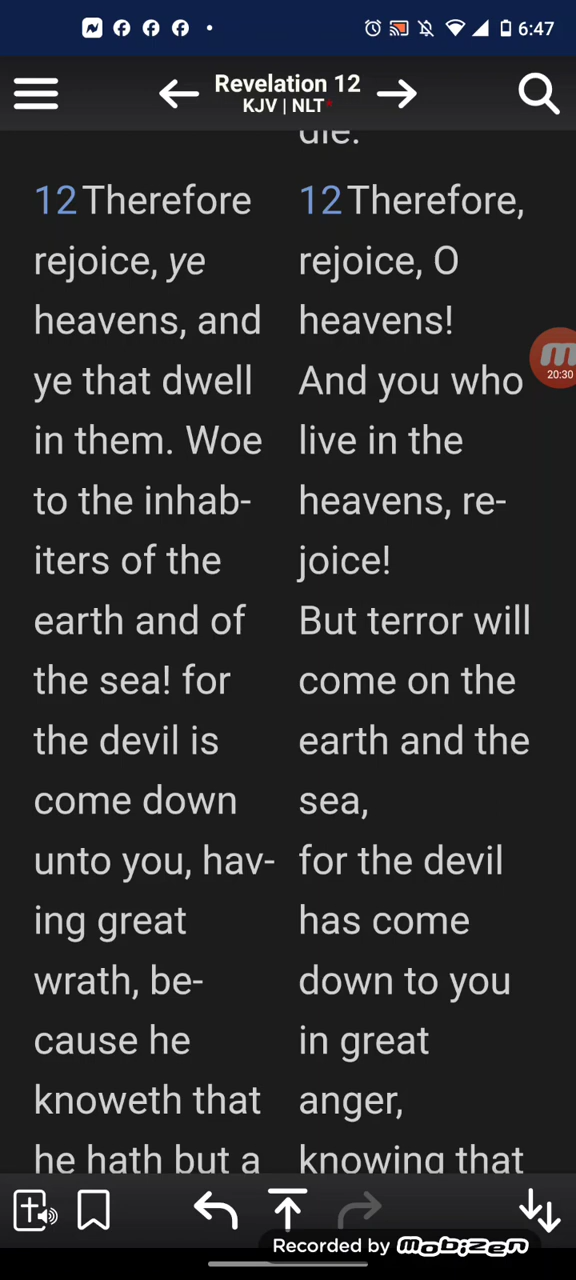 6:47
Revelation 12
KJV | NLT*
die.
12 Therefore
rejoice, ye
heavens, and
ye that dwell
in them. Woe
to the inhab-
iters of the
earth and of
the sea! for
the devil is
come down
unto you, hav-
ing great
wrath, be-
cause he
knoweth that
he hath but a
12 Therefore,
rejoice, O
heavens!
And you who
live in the
heavens, re-
joice!
But terror will
come on the
earth and the
sea,
for the devil
has come
down to you
in great
anger,
knowing that
m
20:30
Recorded by mobizen